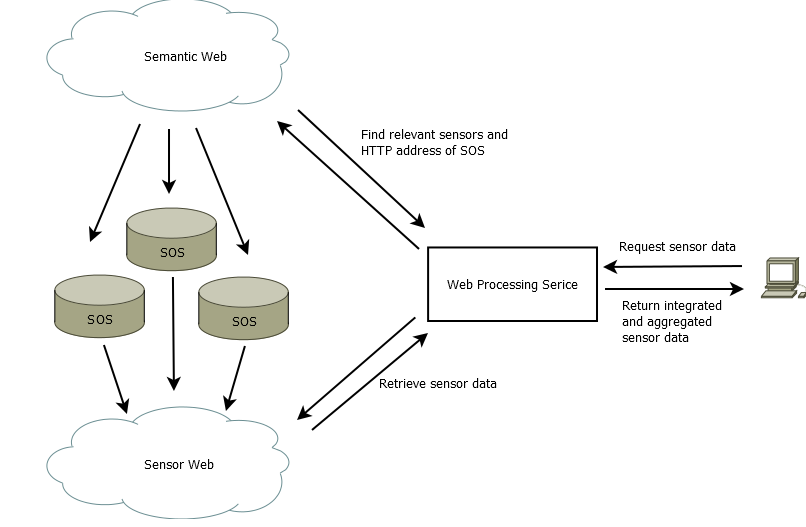 Semantic Web
Find relevant sensors and
HTTP address of SOS
SOS
SOS
SOS
Web Processing Serice
Request sensor data
Return integrated
and aggregated
sensor data
Retrieve sensor data
Sensor Web